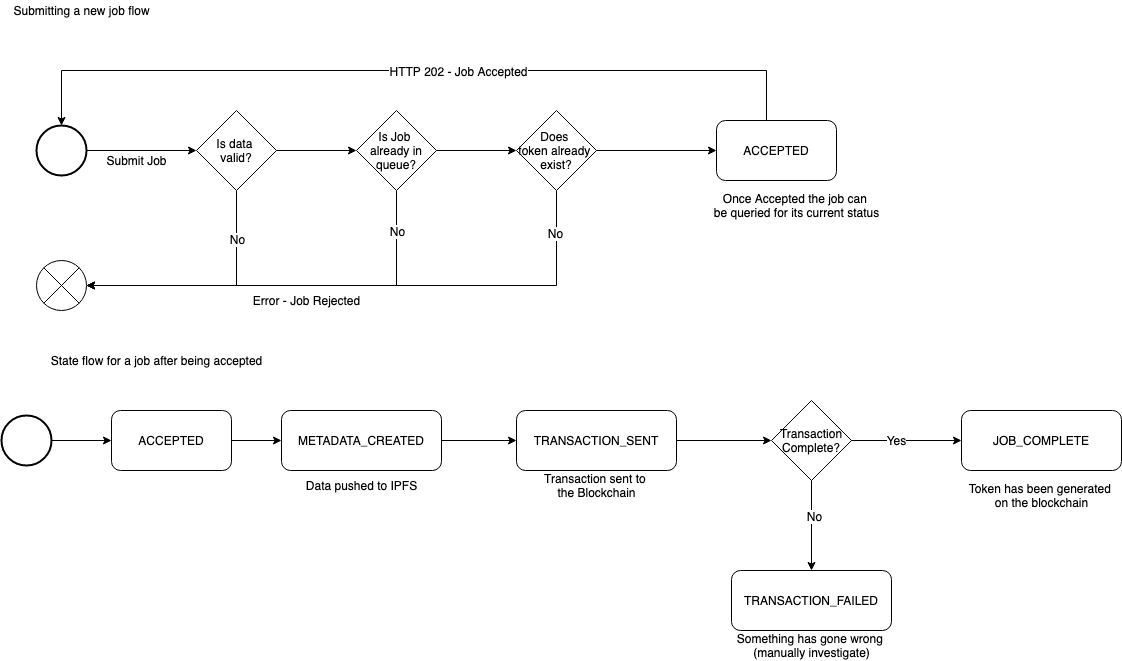 Submitting a new job flow
HTTP 202 - Job Accepted
Submit Job
Is data
valid?
Is Job
already in
queue?
Does
token already
exist?
ACCEPTED
Once Accepted the job can
be queried for its current status
No
No
No
Error - Job Rejected
State flow for a job after being accepted
ACCEPTED
METADATA_CREATED
Data pushed to IPFS
TRANSACTION_SENT
Transaction sent to
the Blockchain
Transaction
Complete?
Yes
JOB_COMPLETE
Token has been generated
on the blockchain
No
TRANSACTION_FAILED
Something has gone wrong
(manually investigate)